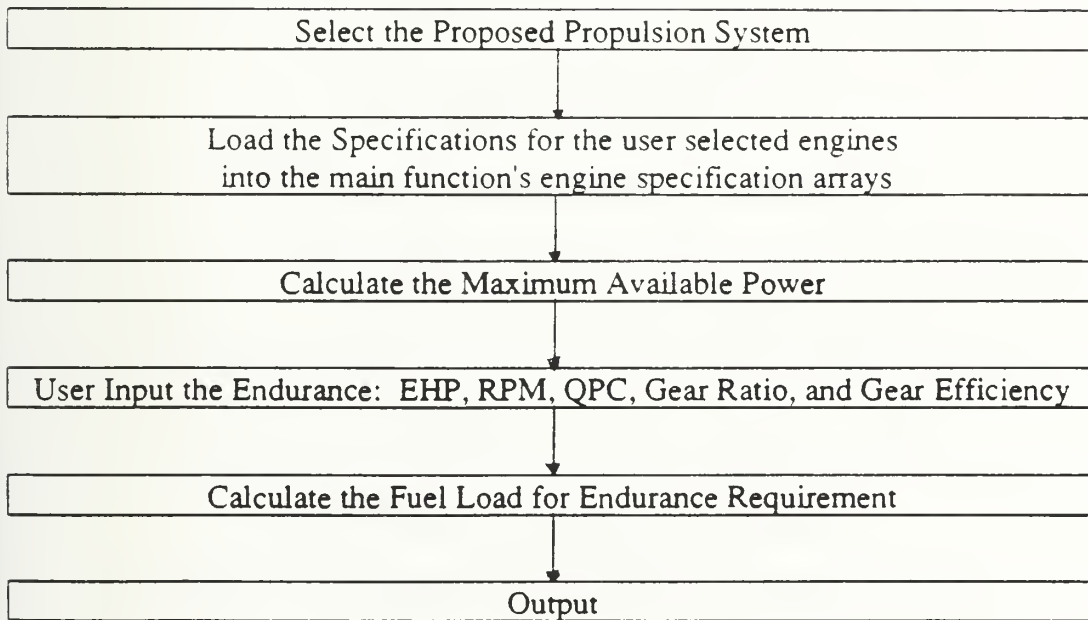 Select the Proposed Propulsion System
Load the Specifications for the user selected engines
into the main function's engine specification arrays
Calculate the Maximum Available Power
User Input the Endurance: EHP, RPM, QPC, Gear Ratio, and Gear Efficiency
Calculate the Fuel Load for Endurance Requirement
Output